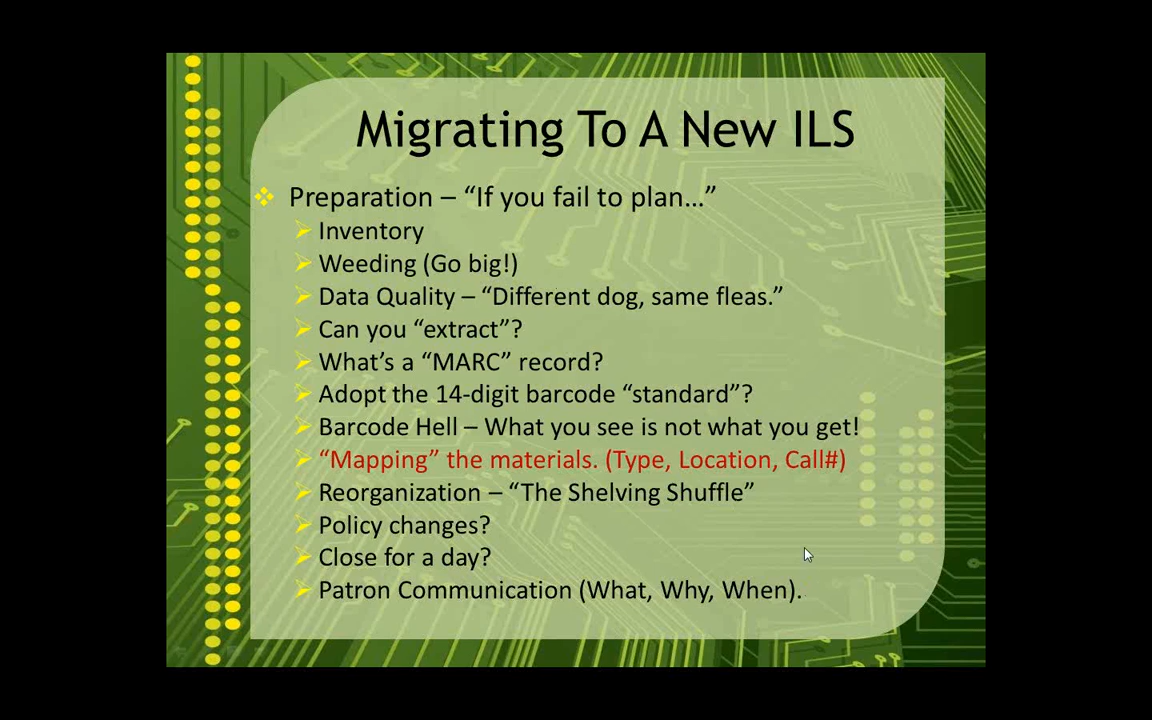 Migrating To A New ILS
Preparation – “If you fail to plan…”
Inventory
Weeding (Go big!)
Data Quality – “Different dog, same fleas.”
Can you “extract”?
What’s a “MARC” record?
Adopt the 14-digit barcode “standard”?
Barcode Hell – What you see is not what you get!
“Mapping” the materials. (Type, Location, Call#)
Reorganization – “The Shelving Shuffle”
Policy changes?
Close for a day?
Patron Communication (What, Why, When).